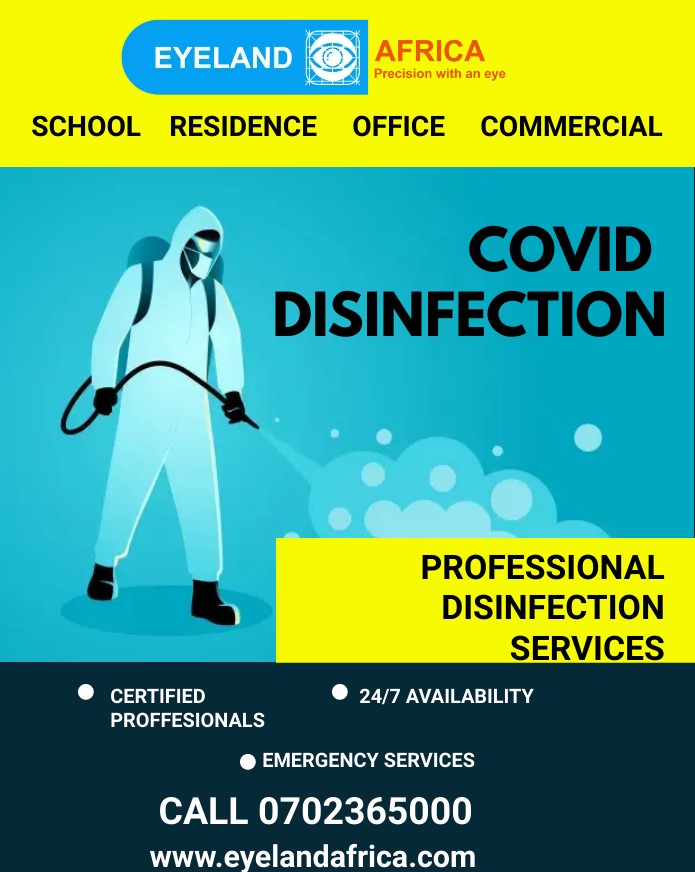 EYELAND AFRICA
Precision with an eye
SCHOOL RESIDENCE OFFICE COMMERCIAL
COVID
DISINFECTION
PROFESSIONAL
DISINFECTION
SERVICES
CERTIFIED
PROFFESIONALS
24/7 AVAILABILITY
EMERGENCY SERVICES
CALL 0702365000
www.eyelandafrica.com